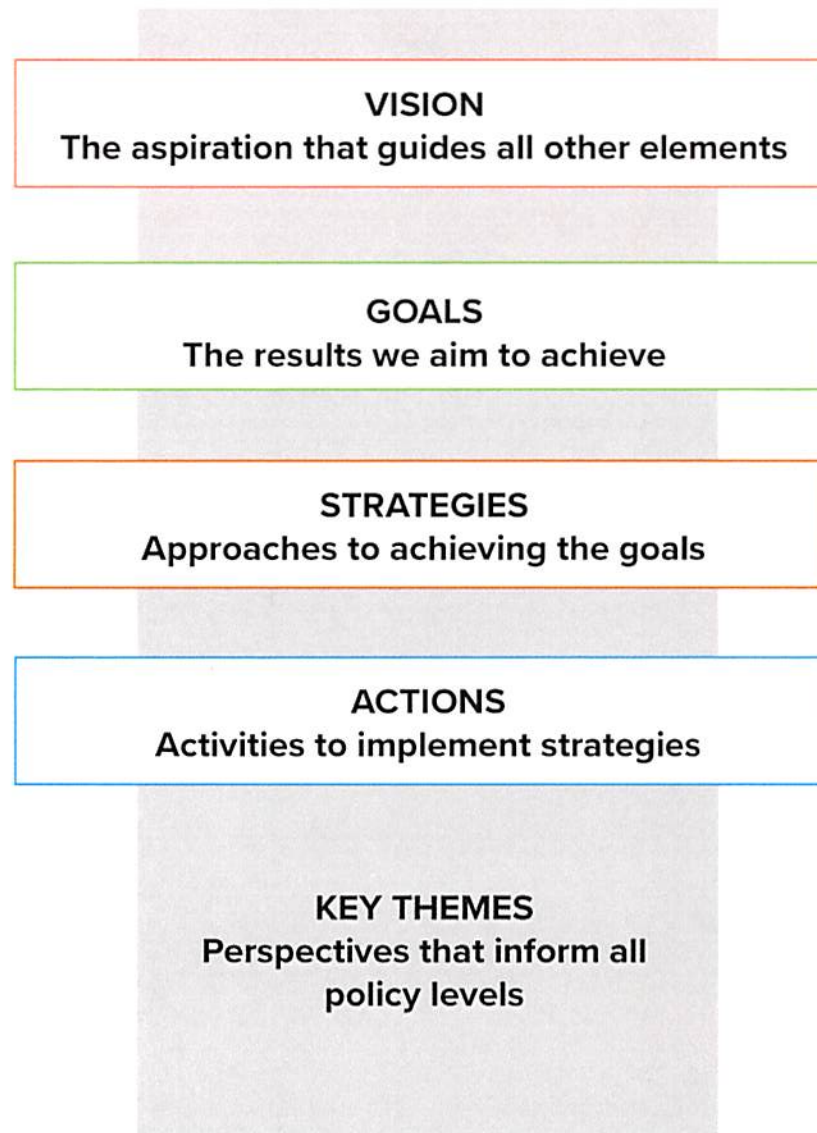 VISION
The aspiration that guides all other elements
GOALS
The results we aim to achieve
STRATEGIES
Approaches to achieving the goals
ACTIONS
Activities to implement strategies
KEY THEMES
Perspectives that inform all
policy levels